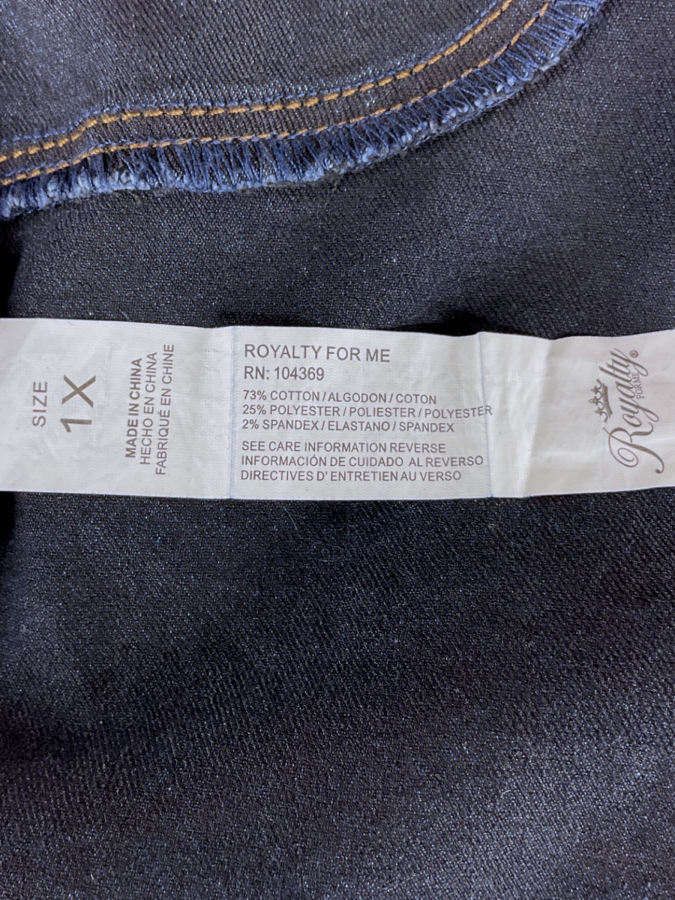 SIZE
1X
MADE IN CHINA
HECHO EN CHINA
FABRIQUÉ EN CHINE
ROYALTY FOR ME
RN: 104369
73% COTTON / ALGODON / COTON
25% POLYESTER / POLIESTER / POLYESTER
2% SPANDEX / ELASTANO / SPANDEX
SEE CARE INFORMATION REVERSE
INFORMACIÓN DE CUIDADO AL REVERSO
DIRECTIVES D' ENTRETIEN AU VERSO
Royalty®
FOR ME